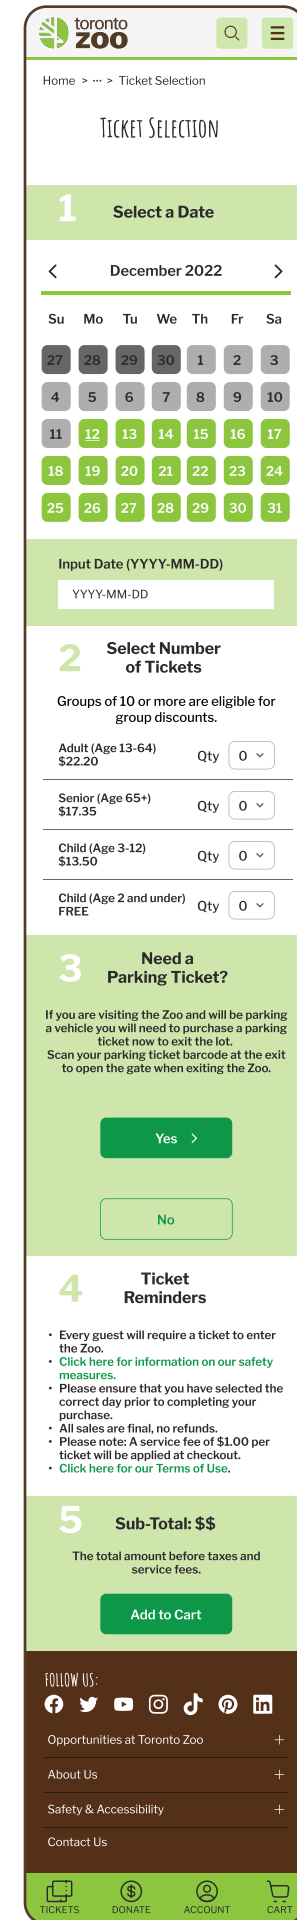 toronto
ZOO
Home > ··· > Ticket Selection
Ticket Selection
1 Select a Date
December 2022
Su Mo Tu We Th Fr Sa
27 28 29 30 1 2 3
4 5 6 7 8 9 10
11 12 13 14 15 16 17
18 19 20 21 22 23 24
25 26 27 28 29 30 31
Input Date (YYYY-MM-DD)
YYYY-MM-DD
2 Select Number
of Tickets
Groups of 10 or more are eligible for
group discounts.
Adult (Age 13-64)
$22.20
Qty 0
Senior (Age 65+)
$17.35
Qty 0
Child (Age 3-12)
$13.50
Qty 0
Child (Age 2 and under)
FREE
Qty 0
3 Need a
Parking Ticket?
If you are visiting the Zoo and will be parking
a vehicle you will need to purchase a parking
ticket now to exit the lot.
Scan your parking ticket barcode at the exit
to open the gate when exiting the Zoo.
Yes >
No
4 Ticket
Reminders
• Every guest will require a ticket to enter
the Zoo.
• Click here for information on our safety
measures.
• Please ensure that you have selected the
correct day prior to completing your
purchase.
• All sales are final, no refunds.
• Please note: A service fee of $1.00 per
ticket will be applied at checkout.
• Click here for our Terms of Use.
5 Sub-Total: $$
The total amount before taxes and
service fees.
Add to Cart
FOLLOW US:
Opportunities at Toronto Zoo +
About Us +
Safety & Accessibility +
Contact Us
TICKETS DONATE ACCOUNT CART